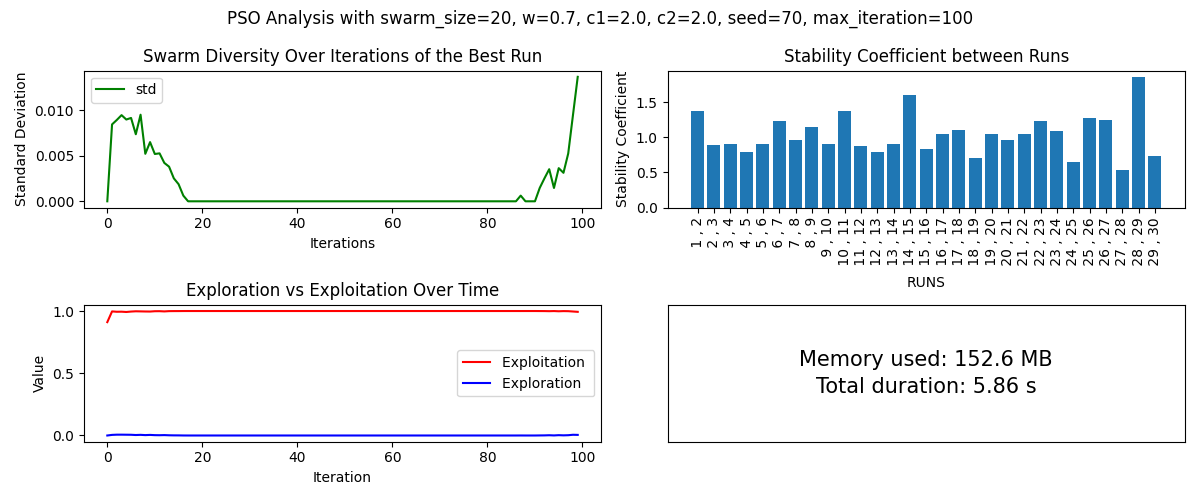 PSO Analysis with swarm_size=20, w=0.7, c1=2.0, c2=2.0, seed=70, max_iteration=100
Swarm Diversity Over Iterations of the Best Run
Standard Deviation
0.010
0.005
0.000
std
0 20 40 60 80 100
Iterations
Stability Coefficient between Runs
Stability Coefficient
1.5
1.0
0.5
0.0
1 , 2
2 , 3
3 , 4
4 , 5
5 , 6
6 , 7
7 , 8
8 , 9
9 , 10
10 , 11
11 , 12
12 , 13
13 , 14
14 , 15
15 , 16
16 , 17
17 , 18
18 , 19
19 , 20
20 , 21
21 , 22
22 , 23
23 , 24
24 , 25
25 , 26
26 , 27
27 , 28
28 , 29
29 , 30
RUNS
Exploration vs Exploitation Over Time
Value
1.0
0.5
0.0
Exploitation
Exploration
0 20 40 60 80 100
Iteration
Memory used: 152.6 MB
Total duration: 5.86 s